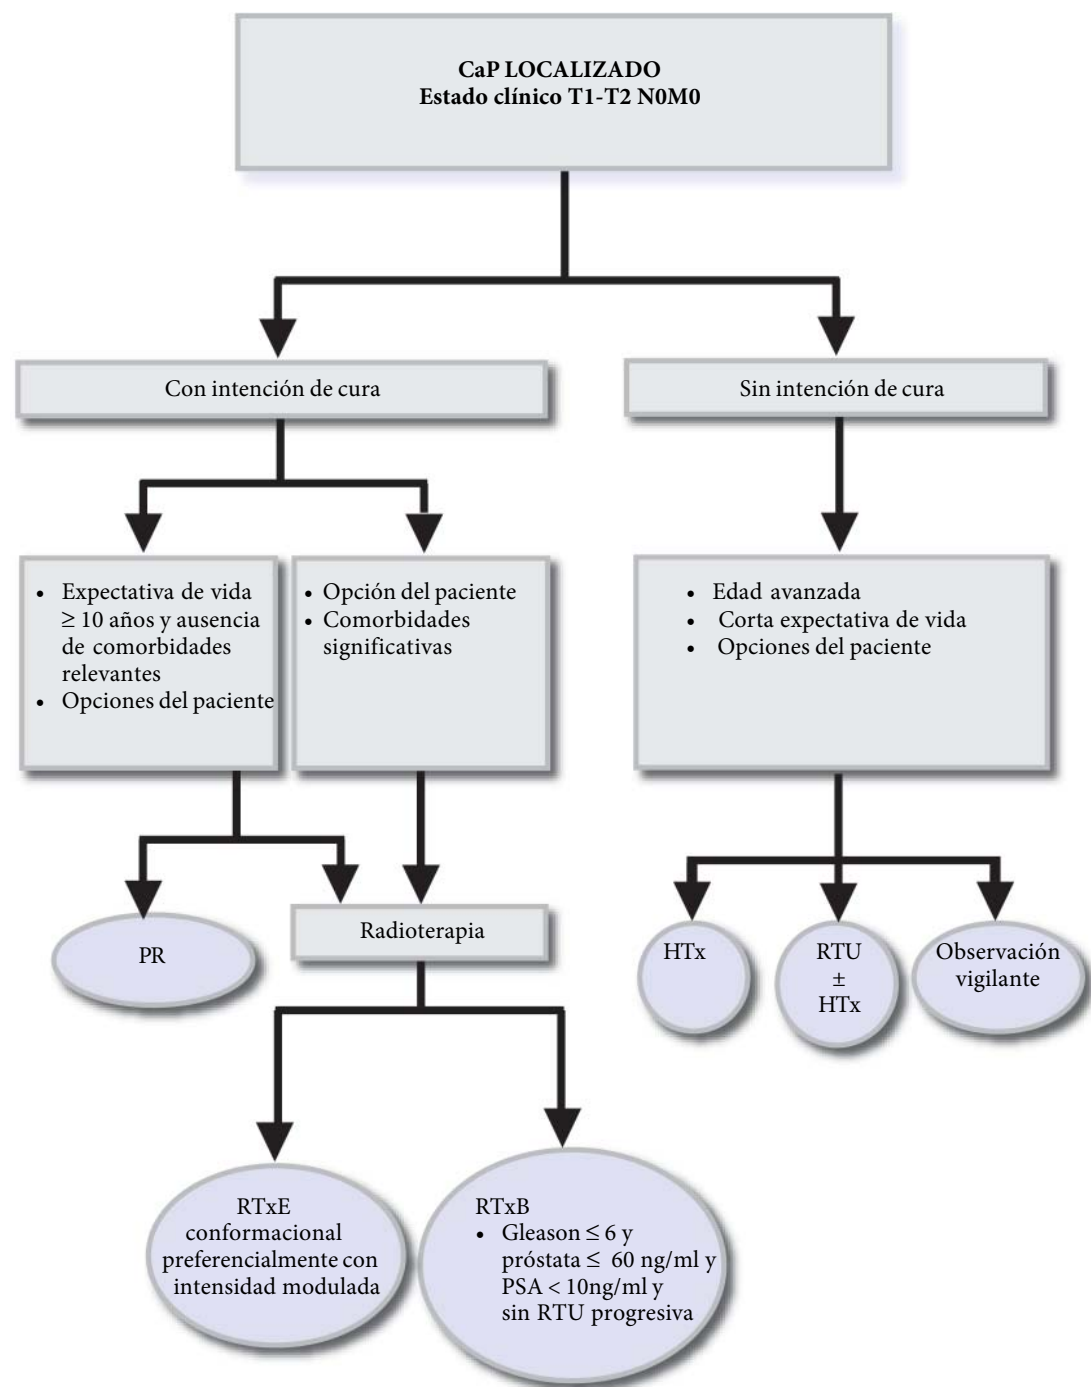 CaP LOCALIZADO
Estado clínico T1-T2 N0M0
Con intención de cura
Sin intención de cura
• Expectativa de vida
≥ 10 años y ausencia
de comorbidades
relevantes
• Opciones del paciente
• Opción del paciente
• Comorbidades
significativas
• Edad avanzada
• Corta expectativa de vida
• Opciones del paciente
PR
Radioterapia
HTx
RTU
±
HTx
Observación
vigilante
RTxE
conformacional
preferencialmente con
intensidad modulada
RTxB
• Gleason ≤ 6 y
próstata ≤ 60 ng/ml y
PSA < 10ng/ml y
sin RTU progresiva